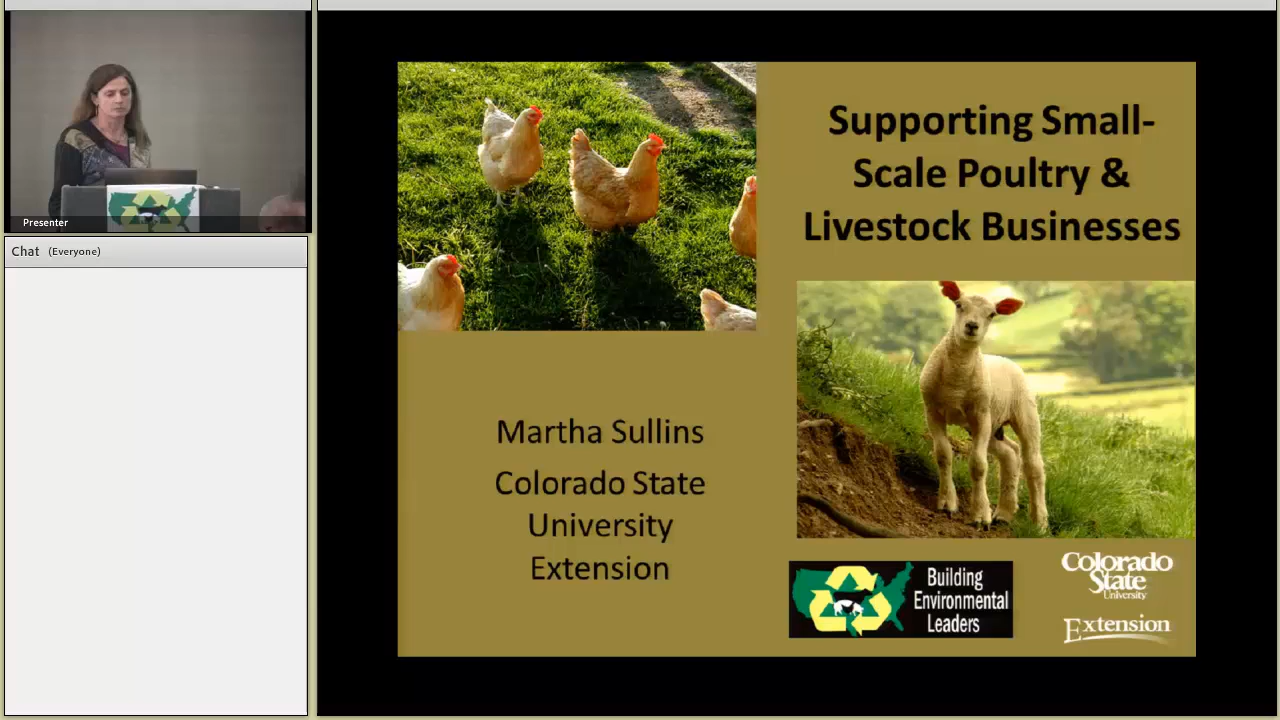 Presenter
Chat (Everyone)
Supporting Small-
Scale Poultry &
Livestock Businesses
Martha Sullins
Colorado State
University
Extension
Building
Environmental
Leaders
Colorado
State
University
Extension